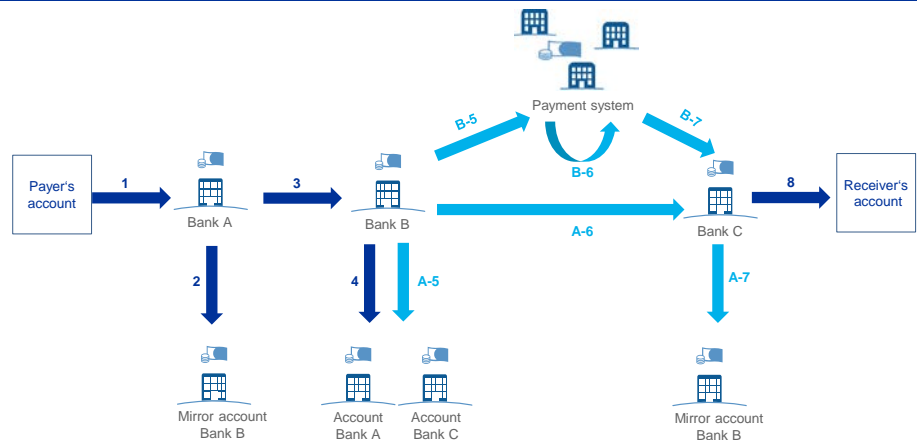 Payment system
B-5
B-7
B-6
Payer's
account
1
Bank A
3
Bank B
A-6
Bank C
8
Receiver's
account
2
4
A-5
A-7
Mirror account
Bank B
Account
Bank A
Account
Bank C
Mirror account
Bank B